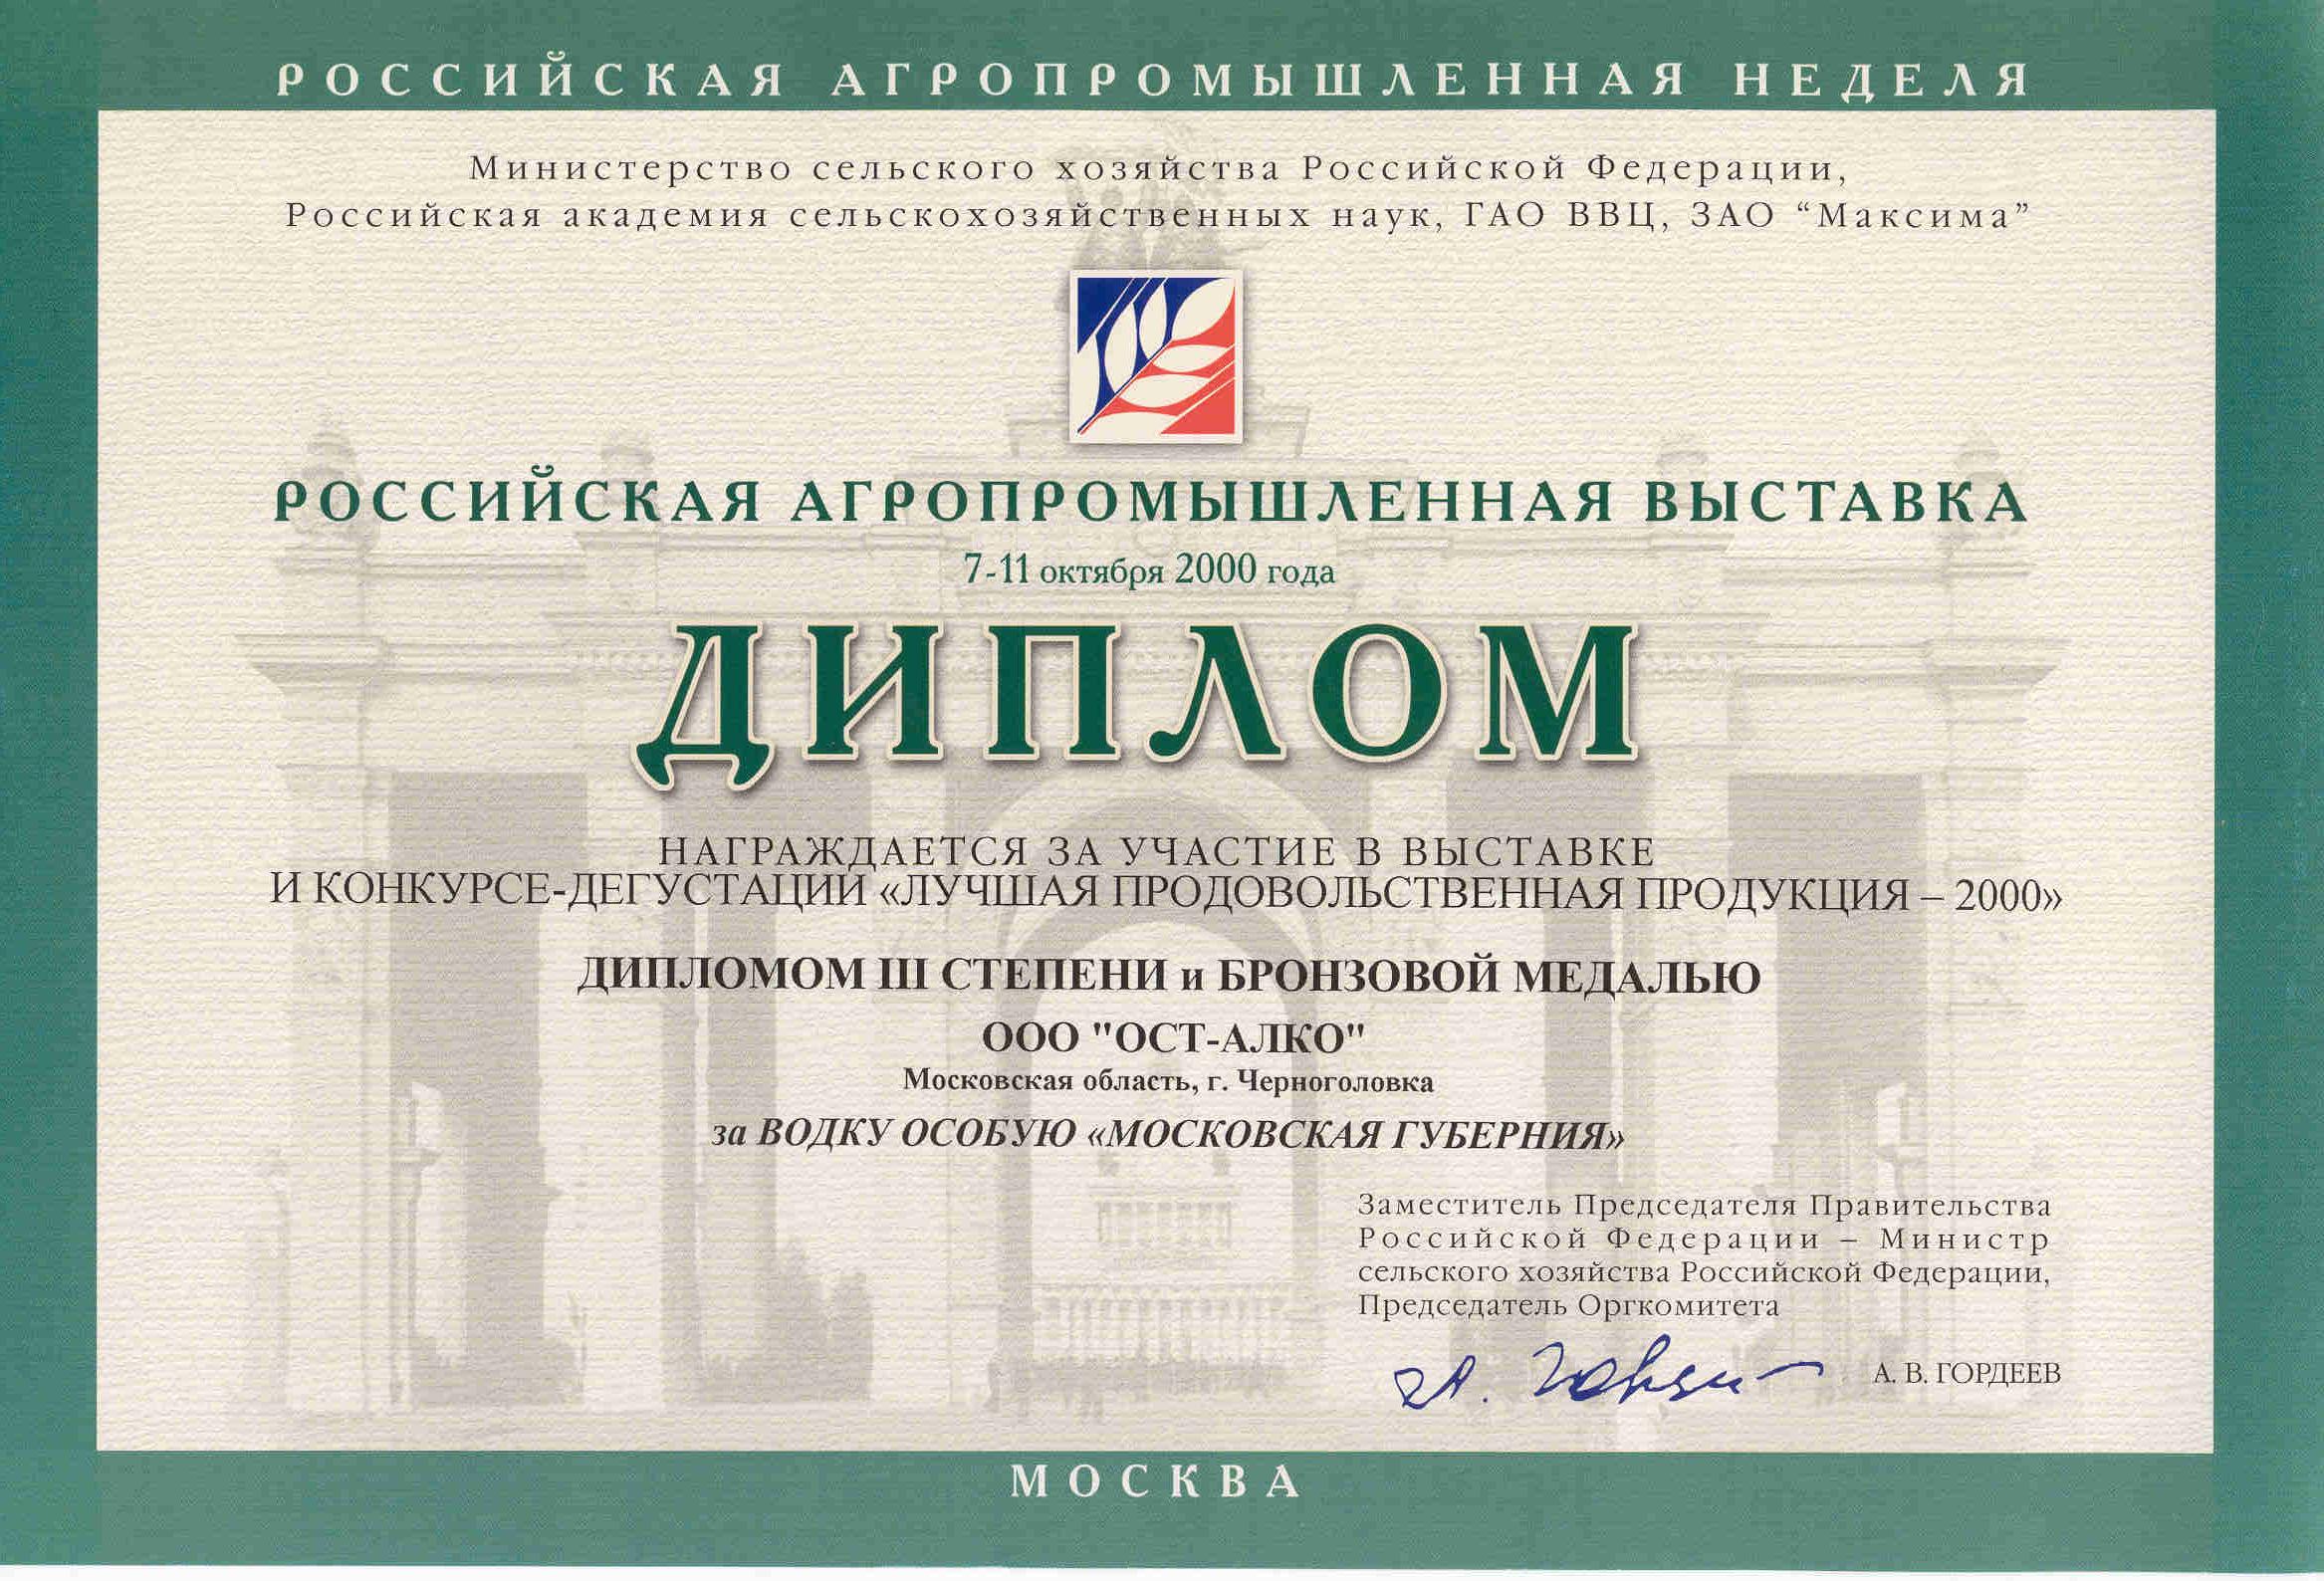 РОССИЙСКАЯ АГРОПРОМЫШЛЕННАЯ НЕДЕЛЯ
Министерство сельского хозяйства Российской Федерации,
Российская академия сельскохозяйственных наук, ГАО ВВЦ, ЗАО “Максима”
РОССИЙСКАЯ АГРОПРОМЫШЛЕННАЯ ВЫСТАВКА
7-11 октября 2000 года
ДИПЛОМ
НАГРАЖДАЕТСЯ ЗА УЧАСТИЕ В ВЫСТАВКЕ
И КОНКУРСЕ-ДЕГУСТАЦИИ «ЛУЧШАЯ ПРОДОВОЛЬСТВЕННАЯ ПРОДУКЦИЯ – 2000»
ДИПЛОМОМ III СТЕПЕНИ и БРОНЗОВОЙ МЕДАЛЬЮ
ООО "ОСТ-АЛКО"
Московская область, г. Черноголовка
за ВОДКУ ОСОБУЮ «МОСКОВСКАЯ ГУБЕРНИЯ»
Заместитель Председателя Правительства
Российской Федерации – Министр
сельского хозяйства Российской Федерации,
Председатель Оргкомитета
А. В. ГОРДЕЕВ
МОСКВА